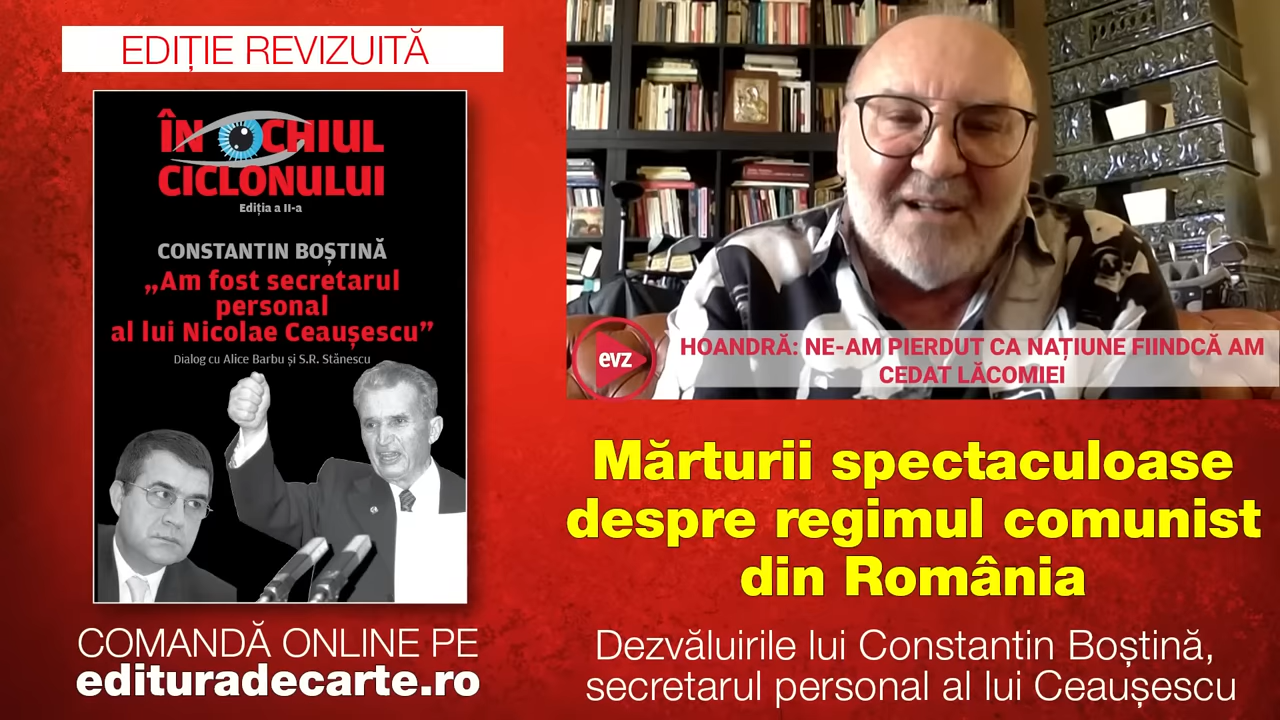 EDIȚIE REVIZUITĂ
ÎN OCHIUL
CICLONULUI
Ediția a II-a
CONSTANTIN BOȘTINĂ
„Am fost secretarul
personal
al lui Nicolae Ceaușescu”
Dialog cu Alice Barbu și S.R. Stănescu
COMANDĂ ONLINE PE
edituradecarte.ro
evz
HOANDRĂ: NE-AM PIERDUT CA NAȚIUNE FIINDCĂ AM
CEDAT LĂCOMIEI
Mărturii spectaculoase
despre regimul comunist
din România
Dezvăluirile lui Constantin Boștină,
secretarul personal al lui Ceaușescu